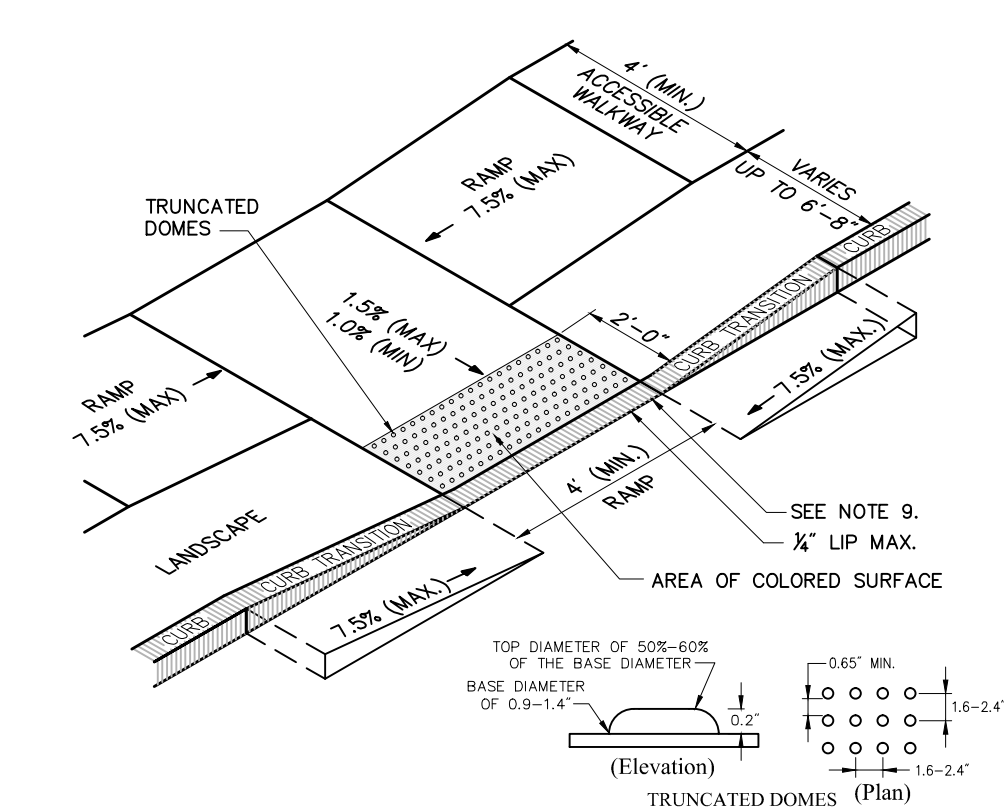 4' (MIN.)
ACCESSIBLE
WALKWAY
VARIES
UP TO 6'-8"
RAMP
7.5% (MAX)
TRUNCATED
DOMES
CURB
CURB TRANSITION
2'-0"
1.5% (MAX)
1.0% (MIN)
7.5% (MAX.)
RAMP
7.5% (MAX)
4' (MIN.)
RAMP
SEE NOTE 9.
¼" LIP MAX.
LANDSCAPE
AREA OF COLORED SURFACE
CURB TRANSITION
CURB
7.5% (MAX.)
TOP DIAMETER OF 50%-60%
OF THE BASE DIAMETER
BASE DIAMETER
OF 0.9-1.4"
0.2"
(Elevation)
0.65" MIN.
1.6-2.4"
1.6-2.4"
(Plan)
TRUNCATED DOMES